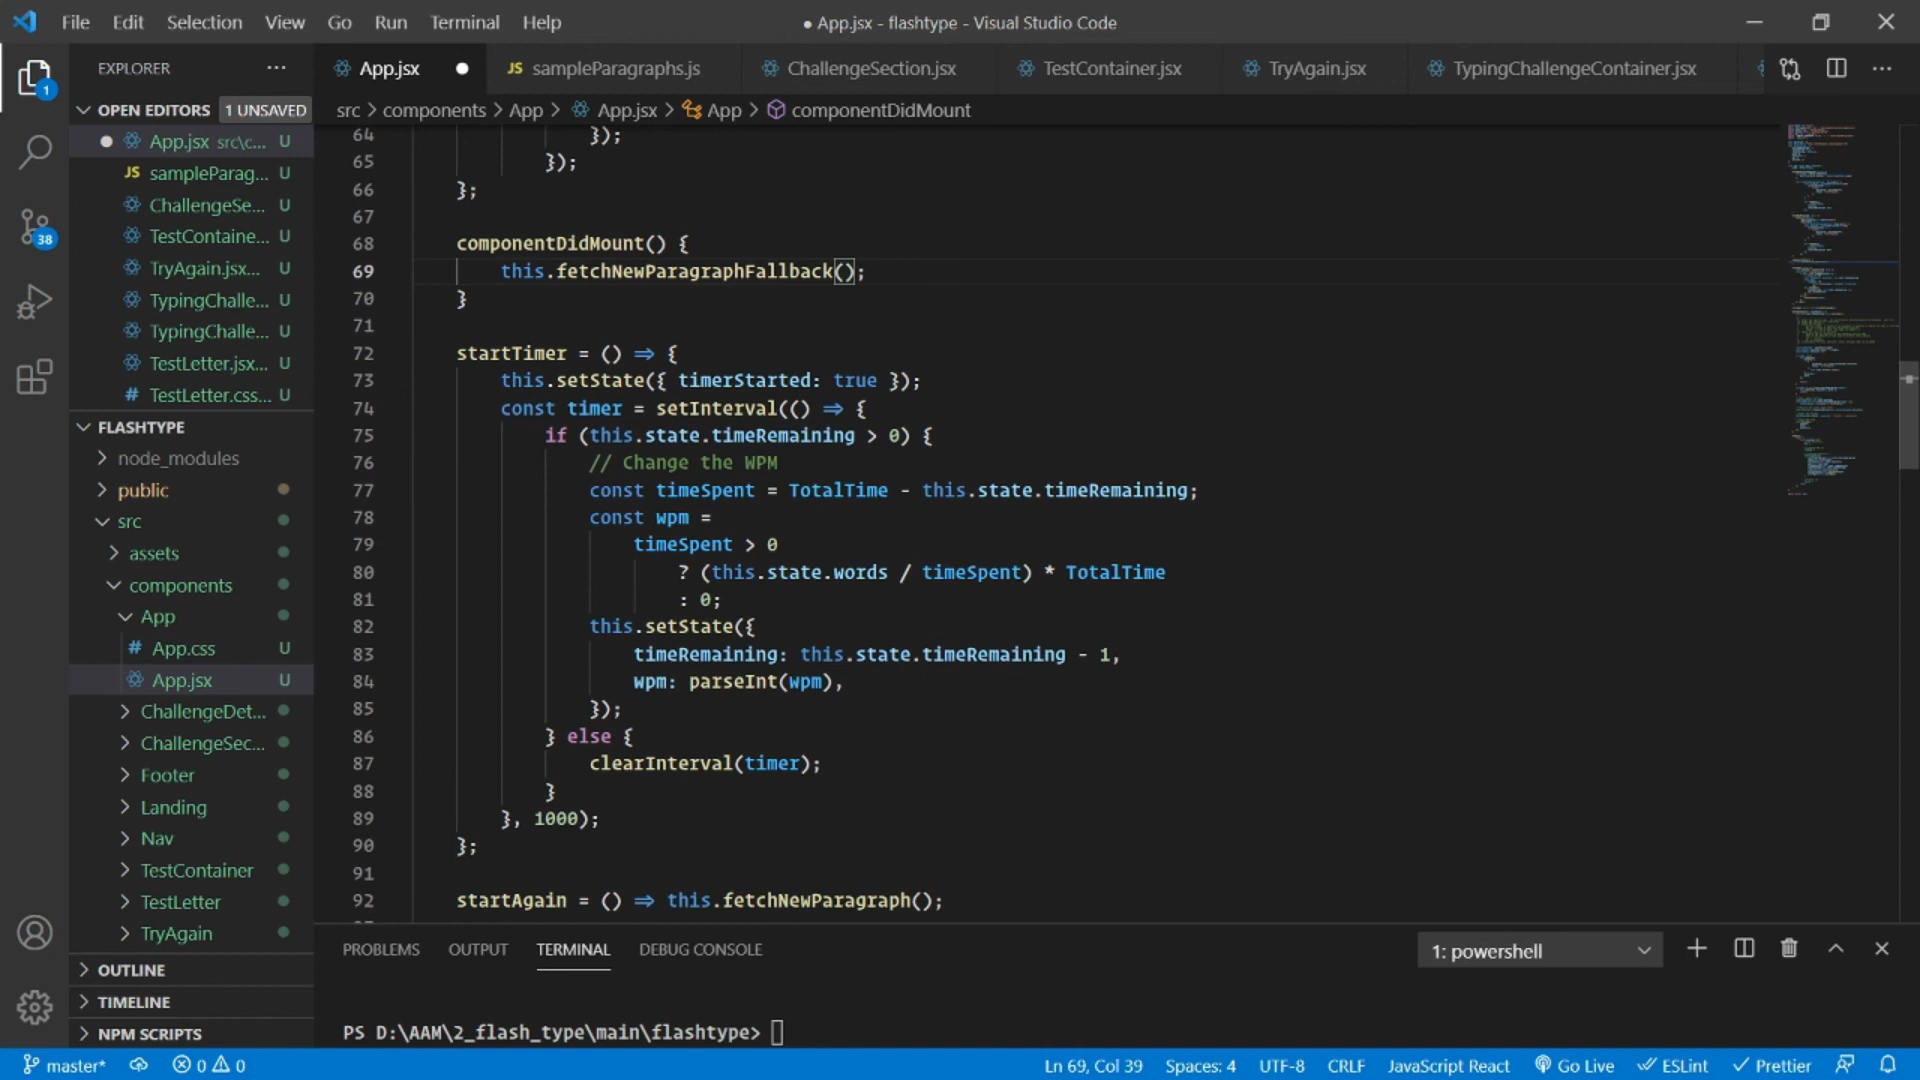 File Edit Selection View Go Run Terminal Help
● App.jsx - flashtype - Visual Studio Code
EXPLORER ···
App.jsx ●
JS sampleParagraphs.js
ChallengeSection.jsx
TestContainer.jsx
TryAgain.jsx
TypingChallengeContainer.jsx
1
38
OPEN EDITORS 1 UNSAVED
App.jsx src\c... U
JS sampleParag... U
ChallengeSe... U
TestContaine... U
TryAgain.jsx... U
TypingChalle... U
TypingChalle... U
TestLetter.jsx... U
# TestLetter.css... U
FLASHTYPE
node_modules
public
src
assets
components
App
# App.css U
App.jsx U
ChallengeDet...
ChallengeSec...
Footer
Landing
Nav
TestContainer
TestLetter
TryAgain
OUTLINE
TIMELINE
NPM SCRIPTS
src > components > App > App.jsx > App > componentDidMount
64 });
65 });
66 };
67
68 componentDidMount() {
69 this.fetchNewParagraphFallback();
70 }
71
72 startTimer = () => {
73 this.setState({ timerStarted: true });
74 const timer = setInterval(() => {
75 if (this.state.timeRemaining > 0) {
76 // Change the WPM
77 const timeSpent = TotalTime - this.state.timeRemaining;
78 const wpm =
79 timeSpent > 0
80 ? (this.state.words / timeSpent) * TotalTime
81 : 0;
82 this.setState({
83 timeRemaining: this.state.timeRemaining - 1,
84 wpm: parseInt(wpm),
85 });
86 } else {
87 clearInterval(timer);
88 }
89 }, 1000);
90 };
91
92 startAgain = () => this.fetchNewParagraph();
PROBLEMS OUTPUT TERMINAL DEBUG CONSOLE
1: powershell
PS D:\AAM\2_flash_type\main\flashtype>
master* 0 0
Ln 69, Col 39 Spaces: 4 UTF-8 CRLF JavaScript React Go Live ESLint Prettier